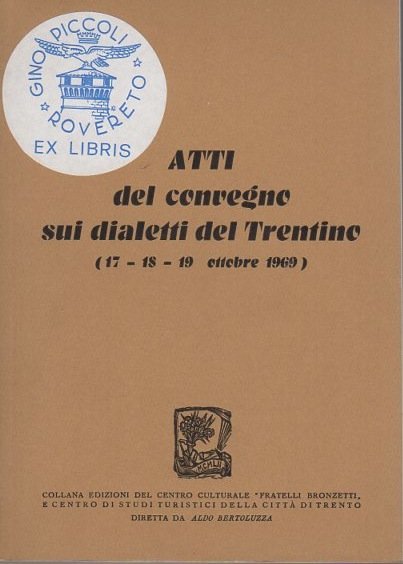 GINO PICCOLI
ROVERETO
EX LIBRIS
ATTI
del convegno
sui dialetti del Trentino
( 17 - 18 - 19 ottobre 1969 )
MCMLII
COLLANA EDIZIONI DEL CENTRO CULTURALE "FRATELLI BRONZETTI,
E CENTRO DI STUDI TURISTICI DELLA CITTÀ DI TRENTO
DIRETTA DA ALDO BERTOLUZZA